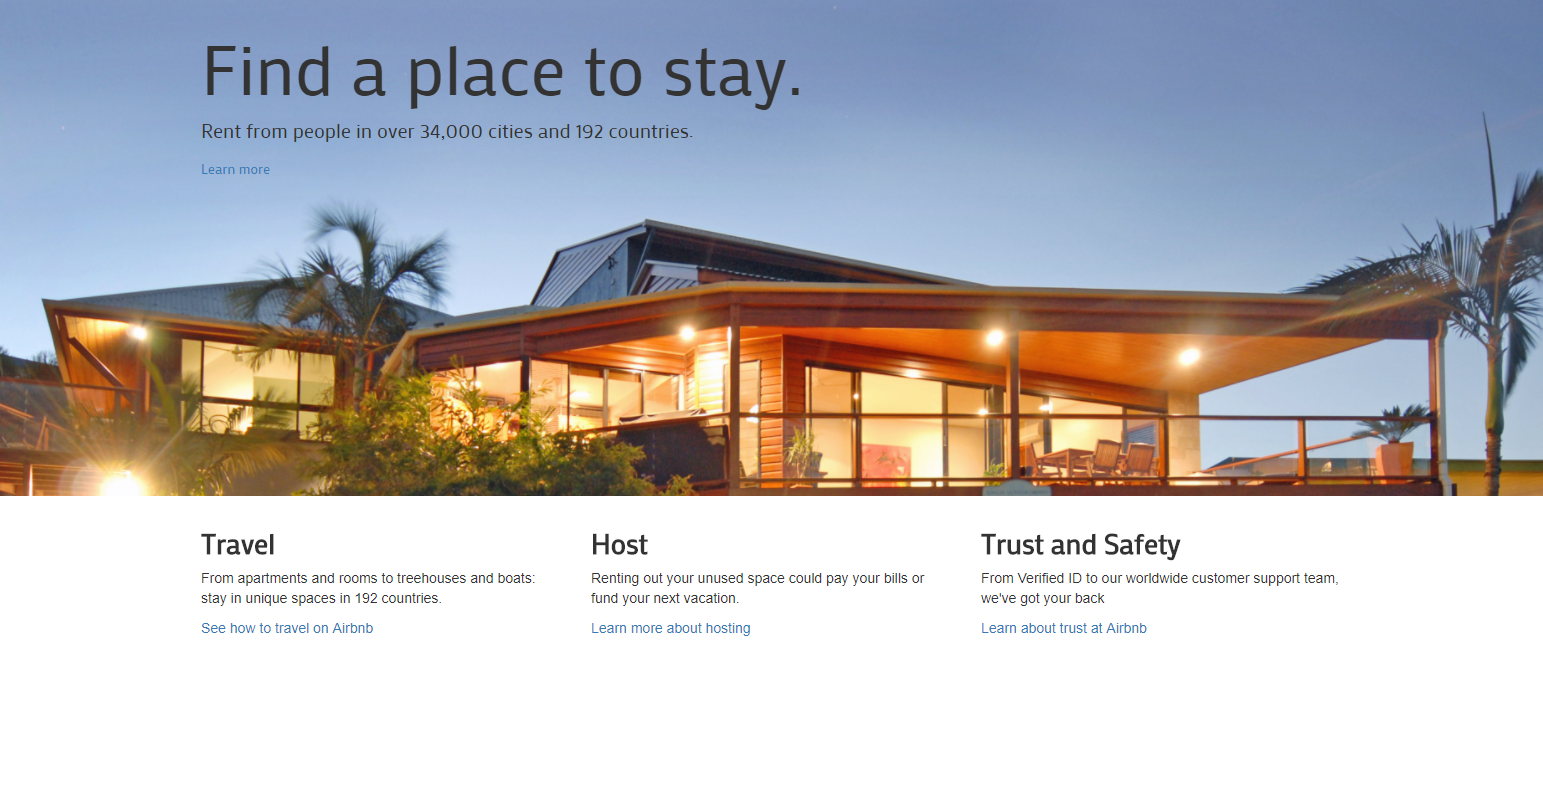 Find a place to stay.
Rent from people in over 34,000 cities and 192 countries.
Learn more
Travel
From apartments and rooms to treehouses and boats:
stay in unique spaces in 192 countries.
See how to travel on Airbnb
Host
Renting out your unused space could pay your bills or
fund your next vacation.
Learn more about hosting
Trust and Safety
From Verified ID to our worldwide customer support team,
we've got your back
Learn about trust at Airbnb